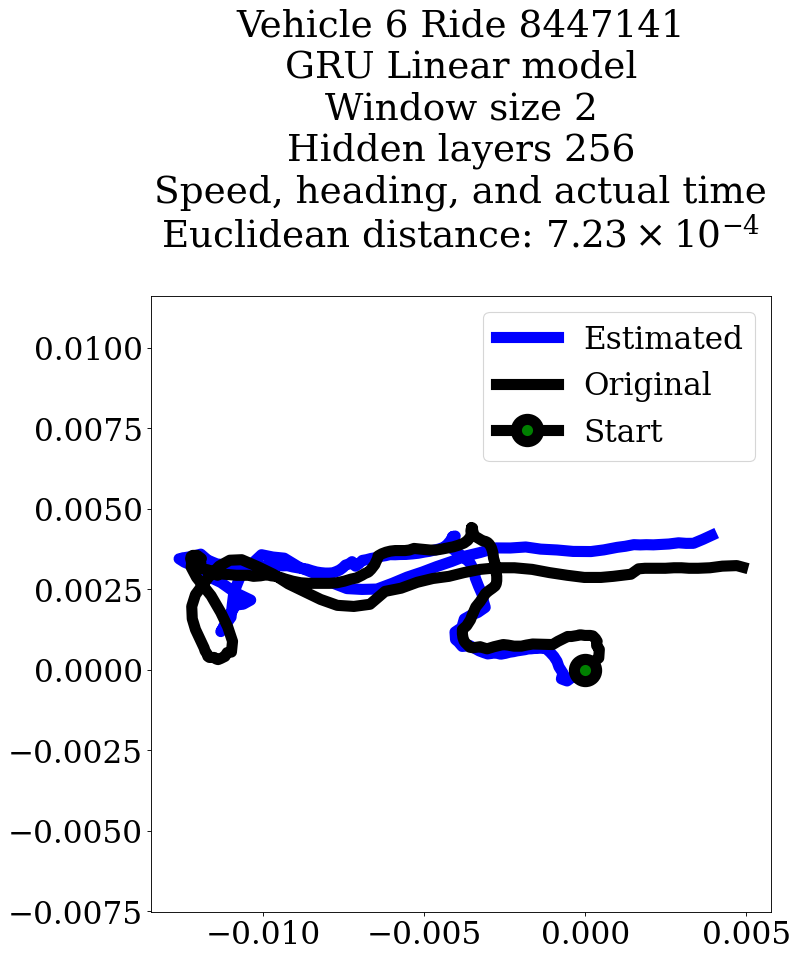 Vehicle 6 Ride 8447141
GRU Linear model
Window size 2
Hidden layers 256
Speed, heading, and actual time
Euclidean distance: 7.23 × 10⁻⁴
Estimated
Original
Start
0.0100
0.0075
0.0050
0.0025
0.0000
−0.0025
−0.0050
−0.0075
−0.010 −0.005 0.000 0.005